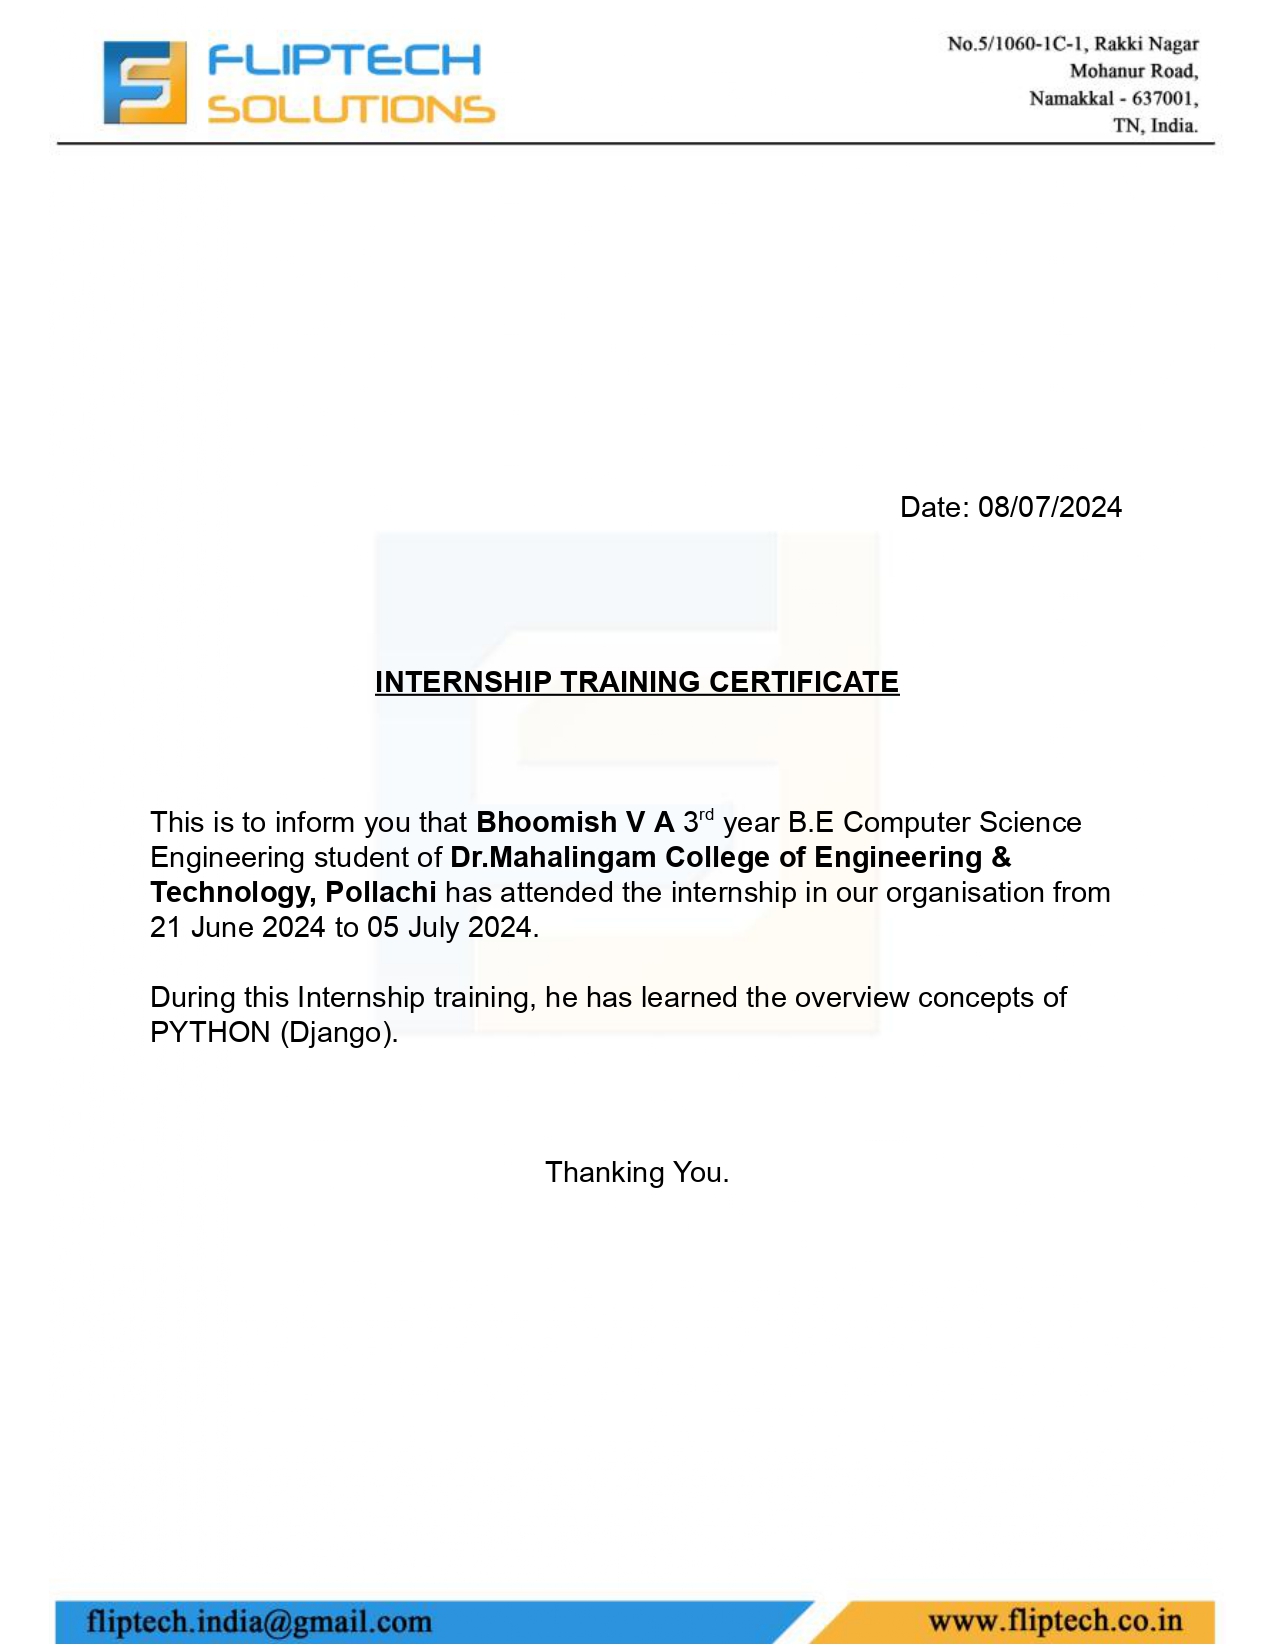 FLIPTECH
SOLUTIONS
No.5/1060-1C-1, Rakki Nagar
Mohanur Road,
Namakkal - 637001,
TN, India.
Date: 08/07/2024
INTERNSHIP TRAINING CERTIFICATE
This is to inform you that Bhoomish V A 3rd year B.E Computer Science
Engineering student of Dr.Mahalingam College of Engineering &
Technology, Pollachi has attended the internship in our organisation from
21 June 2024 to 05 July 2024.
During this Internship training, he has learned the overview concepts of
PYTHON (Django).
Thanking You.
fliptech.india@gmail.com
www.fliptech.co.in